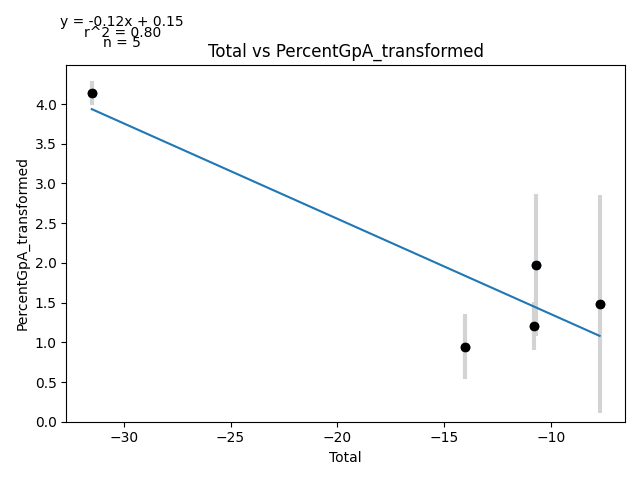 y = -0.12x + 0.15
r^2 = 0.80
n = 5
Total vs PercentGpA_transformed
PercentGpA_transformed
4.0
3.5
3.0
2.5
2.0
1.5
1.0
0.5
0.0
−30
−25
−20
−15
−10
Total